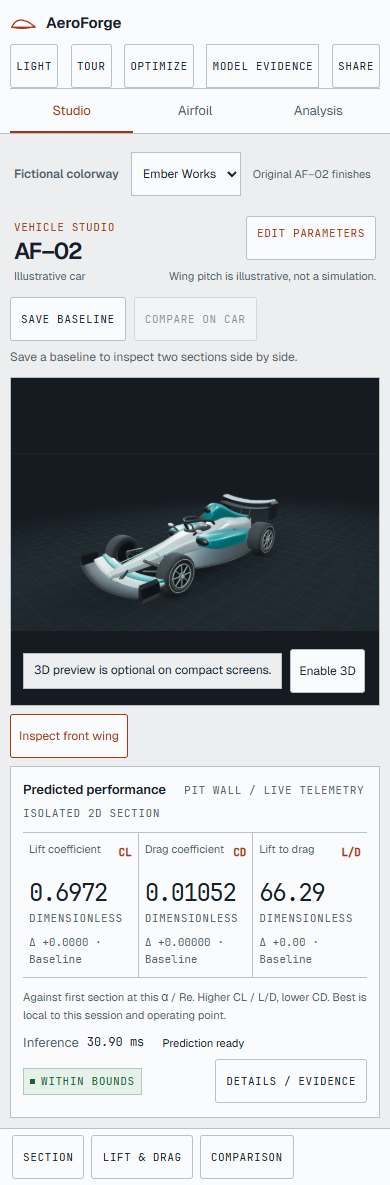 AeroForge
LIGHT TOUR OPTIMIZE MODEL EVIDENCE SHARE
Studio Airfoil Analysis
Fictional colorway Ember Works Original AF–02 finishes
VEHICLE STUDIO
AF–02
EDIT PARAMETERS
Illustrative car Wing pitch is illustrative, not a simulation.
SAVE BASELINE COMPARE ON CAR
Save a baseline to inspect two sections side by side.
3D preview is optional on compact screens. Enable 3D
Inspect front wing
Predicted performance PIT WALL / LIVE TELEMETRY
ISOLATED 2D SECTION
Lift coefficient CL Drag coefficient CD Lift to drag L/D
0.6972 0.01052 66.29
DIMENSIONLESS DIMENSIONLESS DIMENSIONLESS
Δ +0.0000 · Δ +0.00000 · Δ +0.00 ·
Baseline Baseline Baseline
Against first section at this α / Re. Higher CL / L/D, lower CD. Best is
local to this session and operating point.
Inference 30.90 ms Prediction ready
WITHIN BOUNDS DETAILS / EVIDENCE
SECTION LIFT & DRAG COMPARISON